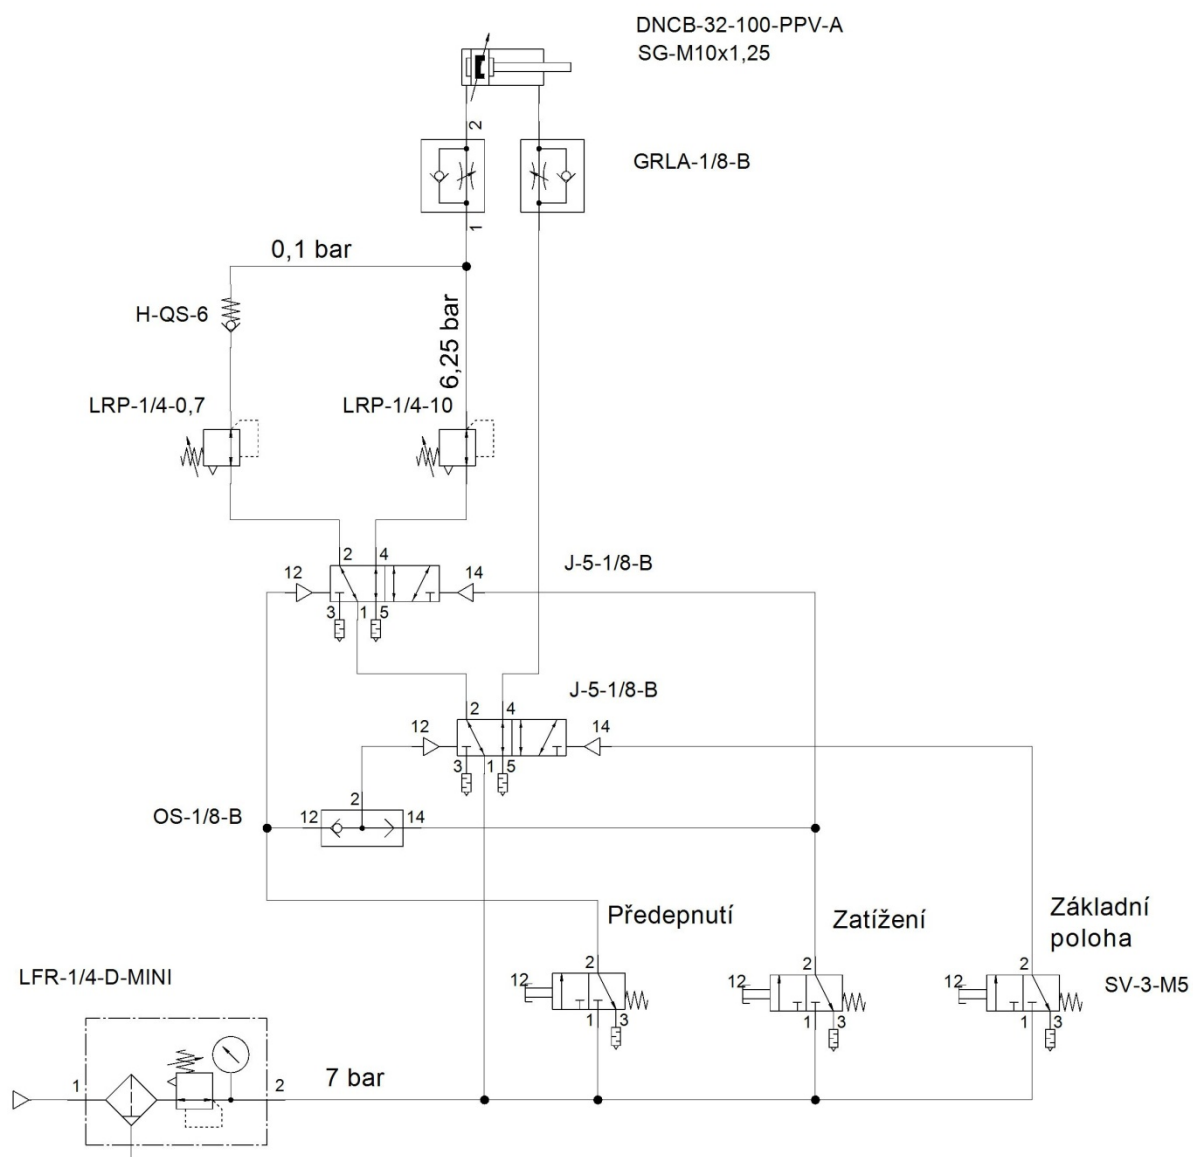 DNCB-32-100-PPV-A
SG-M10x1,25
2
GRLA-1/8-B
1
0,1 bar
H-QS-6
6,25 bar
LRP-1/4-0,7
LRP-1/4-10
2 4
J-5-1/8-B
12 14
3 1 5
J-5-1/8-B
2 4
12 14
3 1 5
2
OS-1/8-B
12 14
Předepnutí
Zatížení
Základní
poloha
2 2 2
LFR-1/4-D-MINI
12 12 12
SV-3-M5
1 3 1 3 1 3
7 bar
1 2